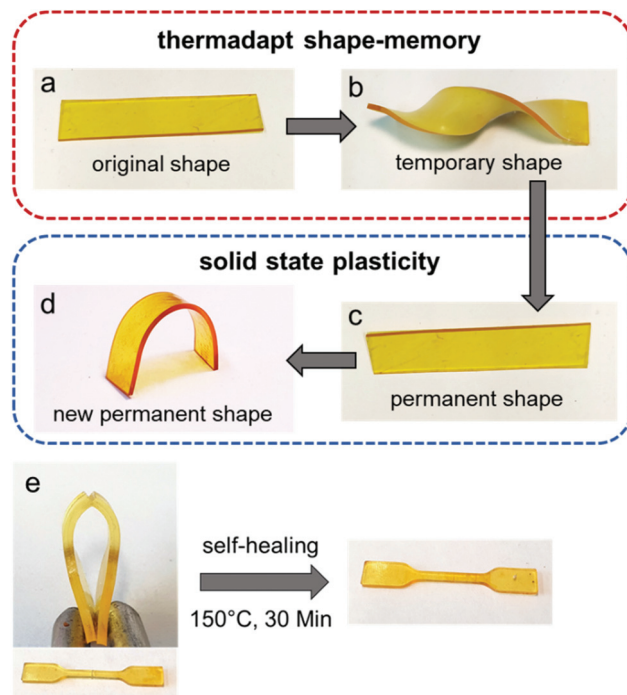 thermadapt shape-memory
a
original shape
b
temporary shape
solid state plasticity
d
new permanent shape
c
permanent shape
e
self-healing
150°C, 30 Min